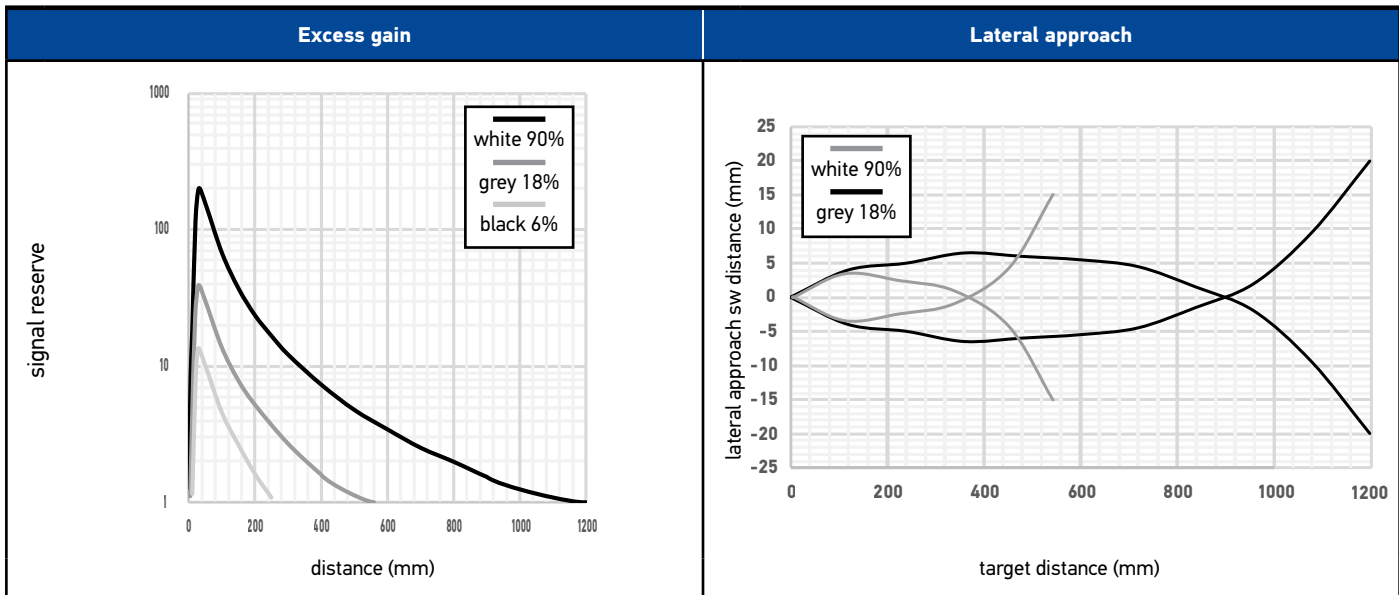 Excess gain
Lateral approach
1000
100
10
1
signal reserve
white 90%
grey 18%
black 6%
0 200 400 600 800 1000 1200
distance (mm)
25
20
15
10
5
0
-5
-10
-15
-20
-25
lateral approach sw distance (mm)
white 90%
grey 18%
0 200 400 600 800 1000 1200
target distance (mm)